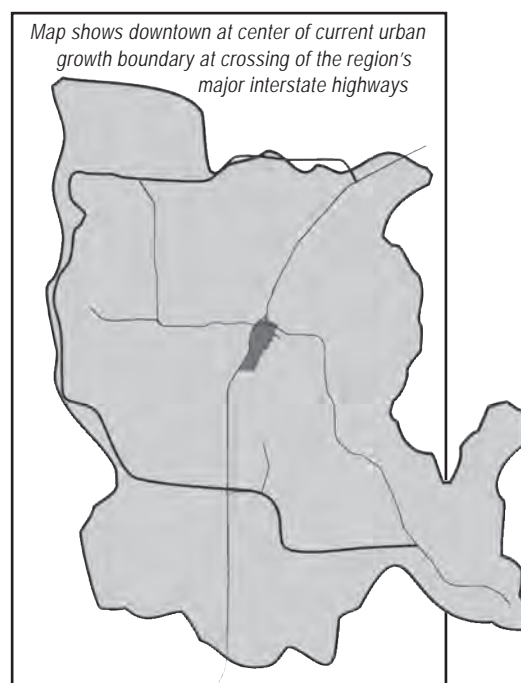 Map shows downtown at center of current urban
growth boundary at crossing of the region's
major interstate highways